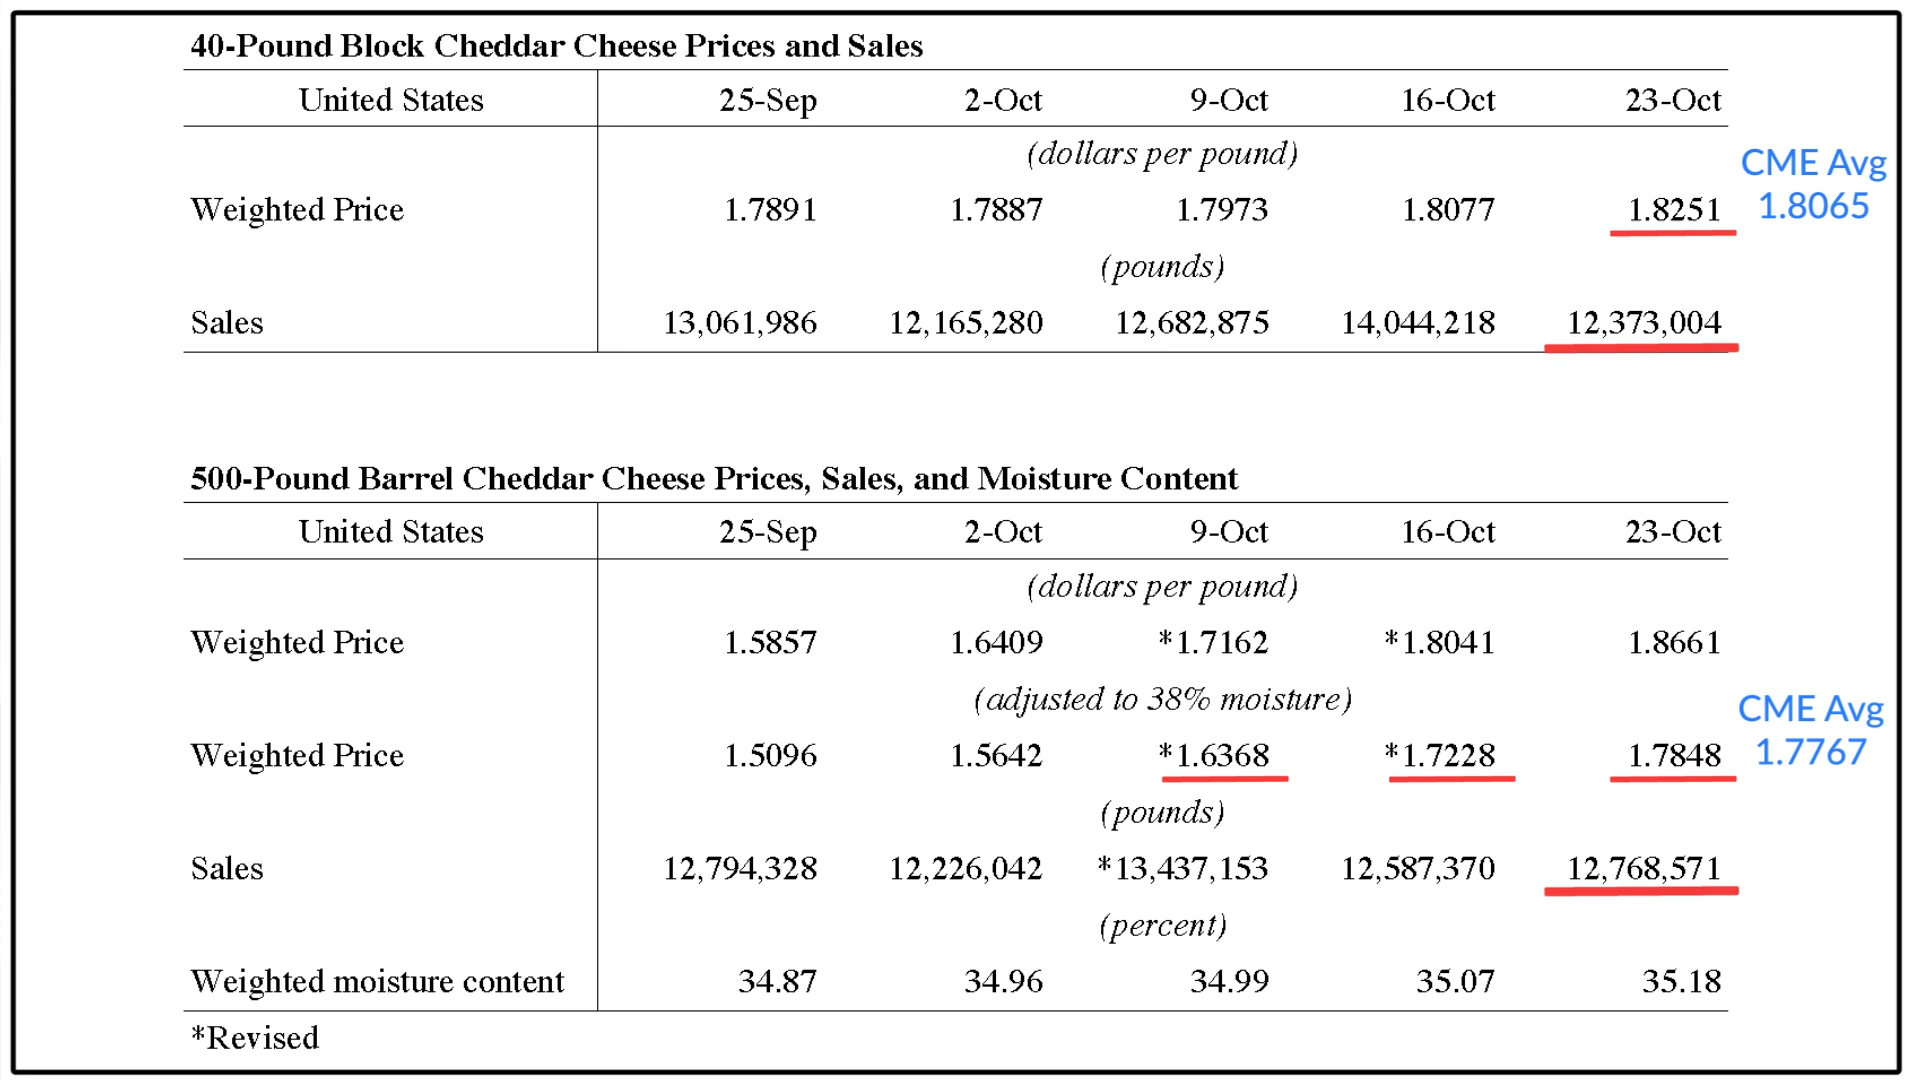 40-Pound Block Cheddar Cheese Prices and Sales
United States 25-Sep 2-Oct 9-Oct 16-Oct 23-Oct
(dollars per pound)
CME Avg
Weighted Price 1.7891 1.7887 1.7973 1.8077 1.8251 1.8065
(pounds)
Sales 13,061,986 12,165,280 12,682,875 14,044,218 12,373,004
500-Pound Barrel Cheddar Cheese Prices, Sales, and Moisture Content
United States 25-Sep 2-Oct 9-Oct 16-Oct 23-Oct
(dollars per pound)
Weighted Price 1.5857 1.6409 *1.7162 *1.8041 1.8661
(adjusted to 38% moisture)
CME Avg
Weighted Price 1.5096 1.5642 *1.6368 *1.7228 1.7848 1.7767
(pounds)
Sales 12,794,328 12,226,042 *13,437,153 12,587,370 12,768,571
(percent)
Weighted moisture content 34.87 34.96 34.99 35.07 35.18
*Revised